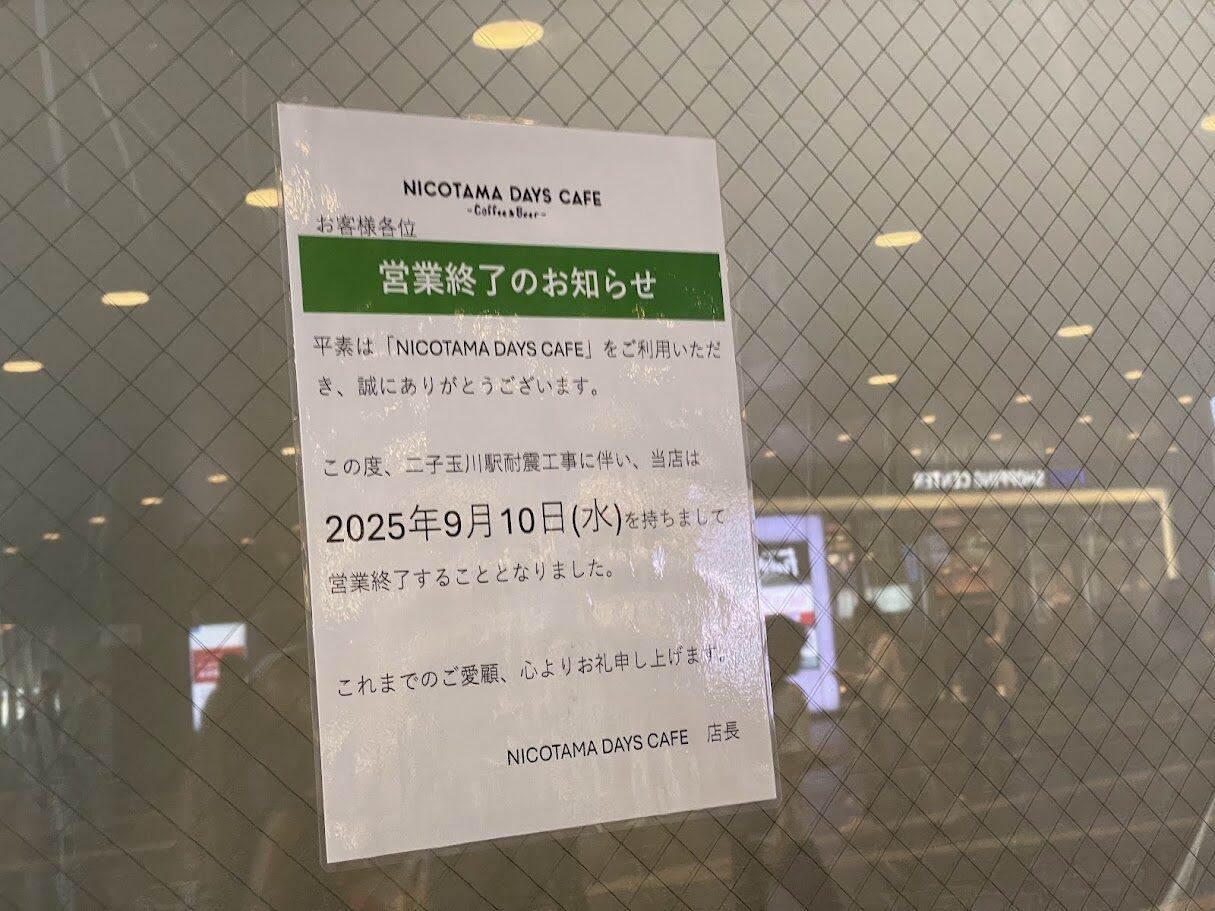 NICOTAMA DAYS CAFE
-Coffee&Beer-
お客様各位
営業終了のお知らせ
平素は「NICOTAMA DAYS CAFE」をご利用いただ
き、誠にありがとうございます。
この度、二子玉川駅耐震工事に伴い、当店は
2025年9月10日(水)を持ちまして
営業終了することとなりました。
これまでのご愛顧、心よりお礼申し上げます。
NICOTAMA DAYS CAFE 店長
SHOPPING CENTER